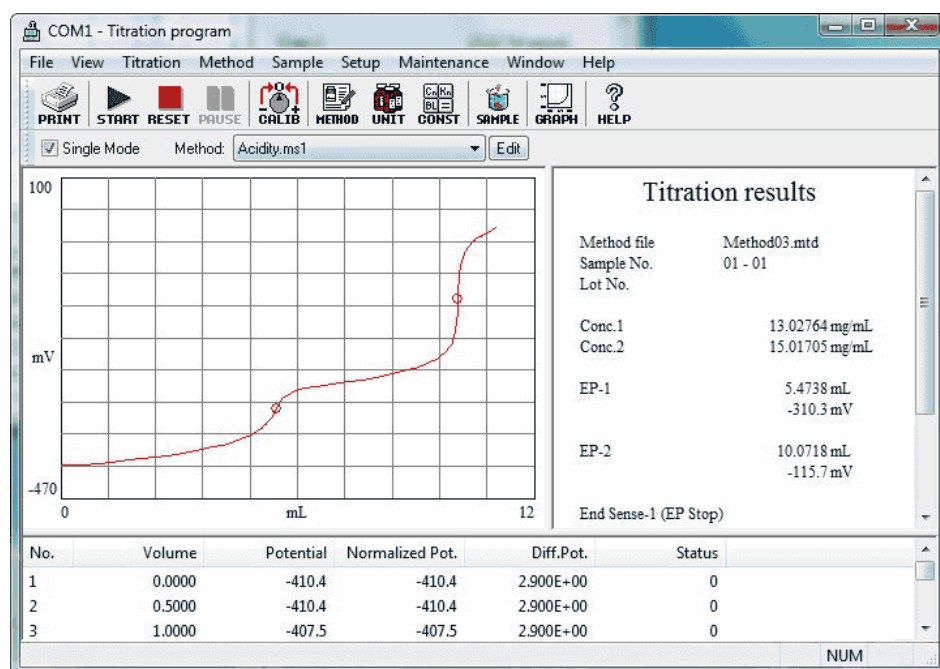 COM1 - Titration program
File View Titration Method Sample Setup Maintenance Window Help
PRINT START RESET PAUSE CALIB METHOD UNIT CONST SAMPLE GRAPH HELP
Cn Kn
BL=
Single Mode Method: Acidity.ms1 Edit
100
mV
-470
0 mL 12
Titration results
Method file Method03.mtd
Sample No. 01 - 01
Lot No.
Conc.1 13.02764 mg/mL
Conc.2 15.01705 mg/mL
EP-1 5.4738 mL
-310.3 mV
EP-2 10.0718 mL
-115.7 mV
End Sense-1 (EP Stop)
No. Volume Potential Normalized Pot. Diff.Pot. Status
1 0.0000 -410.4 -410.4 2.900E+00 0
2 0.5000 -410.4 -410.4 2.900E+00 0
3 1.0000 -407.5 -407.5 2.900E+00 0
NUM